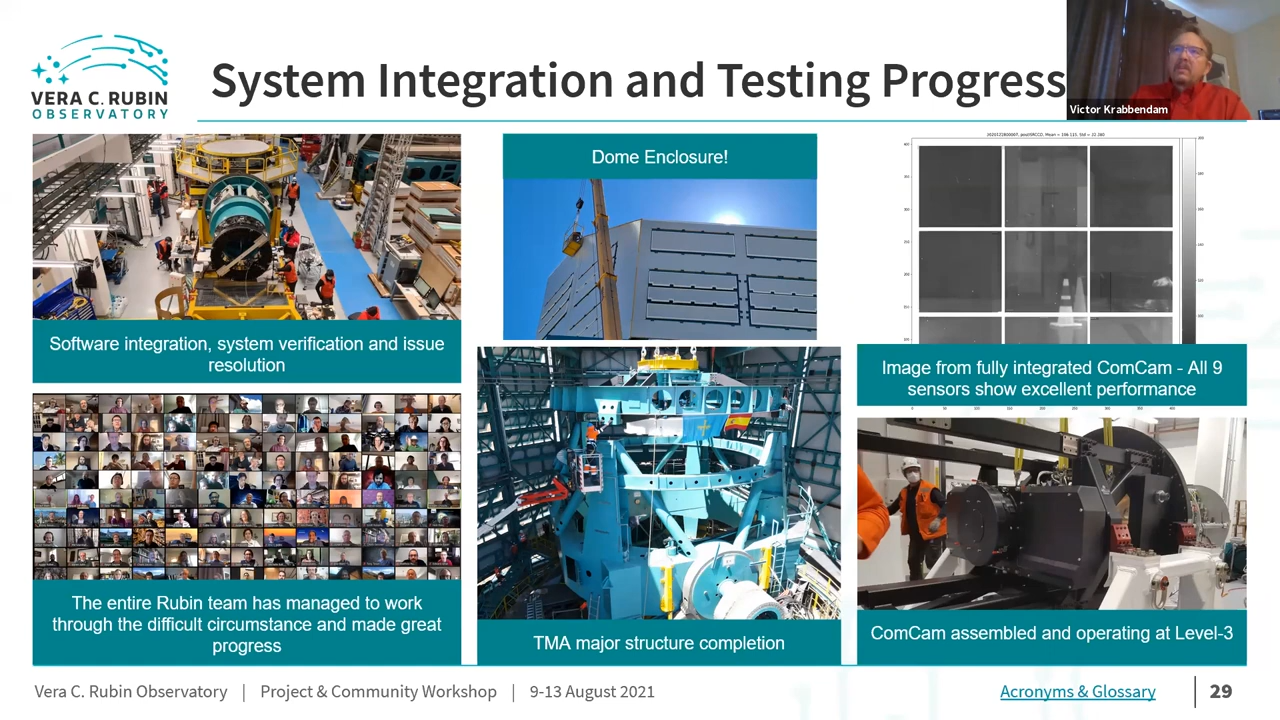 VERA C. RUBIN
OBSERVATORY
System Integration and Testing Progress
Victor Krabbendam
Software integration, system verification and issue
resolution
Dome Enclosure!
Image from fully integrated ComCam - All 9
sensors show excellent performance
The entire Rubin team has managed to work
through the difficult circumstance and made great
progress
TMA major structure completion
ComCam assembled and operating at Level-3
Vera C. Rubin Observatory | Project & Community Workshop | 9-13 August 2021
Acronyms & Glossary
29